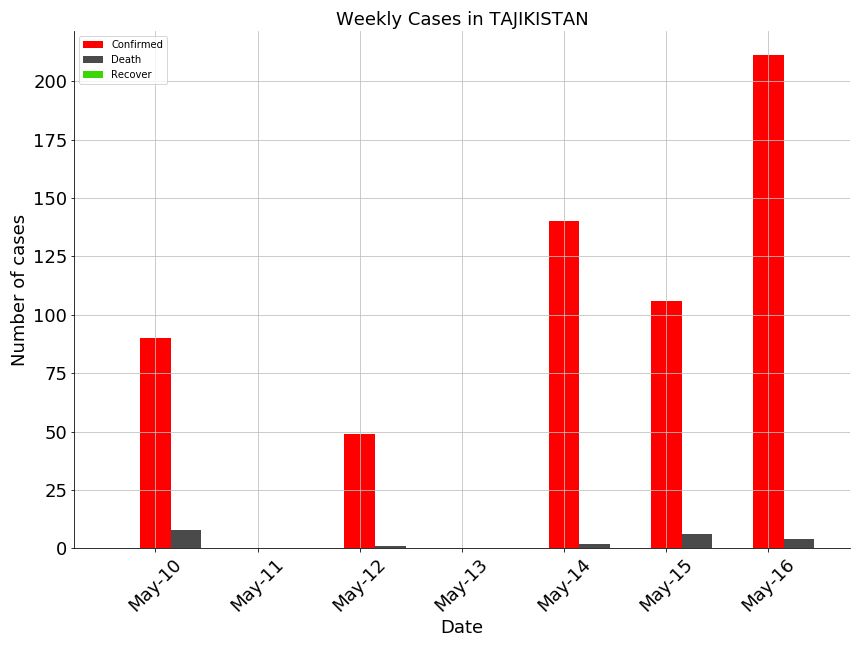 Weekly Cases in TAJIKISTAN
Confirmed
Death
Recover
Number of cases
200
175
150
125
100
75
50
25
0
May-10
May-11
May-12
May-13
May-14
May-15
May-16
Date